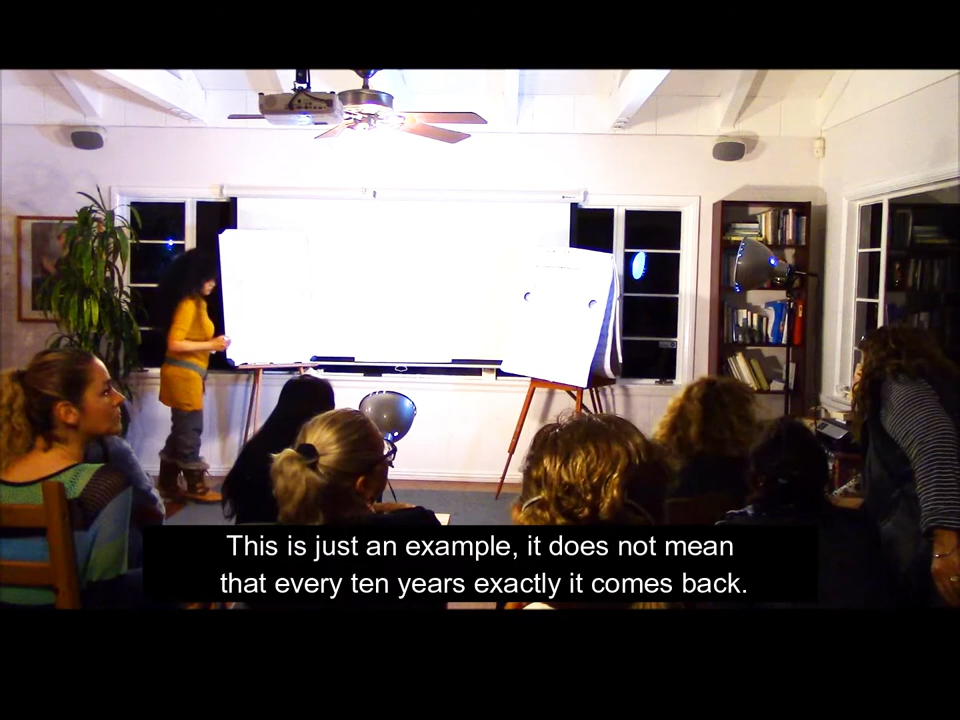 This is just an example, it does not mean
that every ten years exactly it comes back.